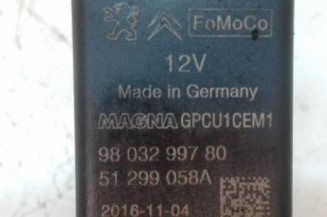 FoMoCo
12V
Made in Germany
MAGNA GPCU1CEM1
98 032 997 80
51 299 058A
2016-11-04